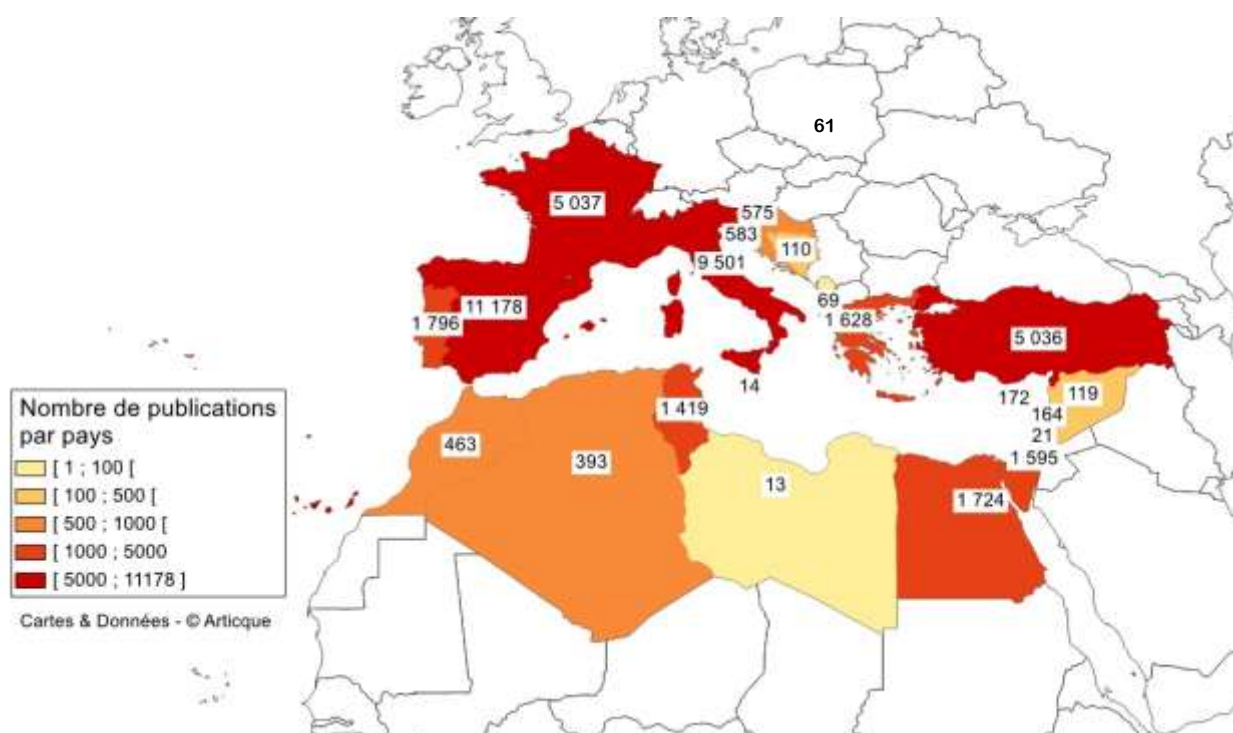 61
5 037
575
583
110
9 501
69
11 178
1 796
1 628
5 036
14
172
119
164
21
1 595
1 419
463
393
13
1 724
Nombre de publications
par pays
[ 1 ; 100 [
[ 100 ; 500 [
[ 500 ; 1000 [
[ 1000 ; 5000
[ 5000 ; 11178 ]
Cartes & Données - © Articque